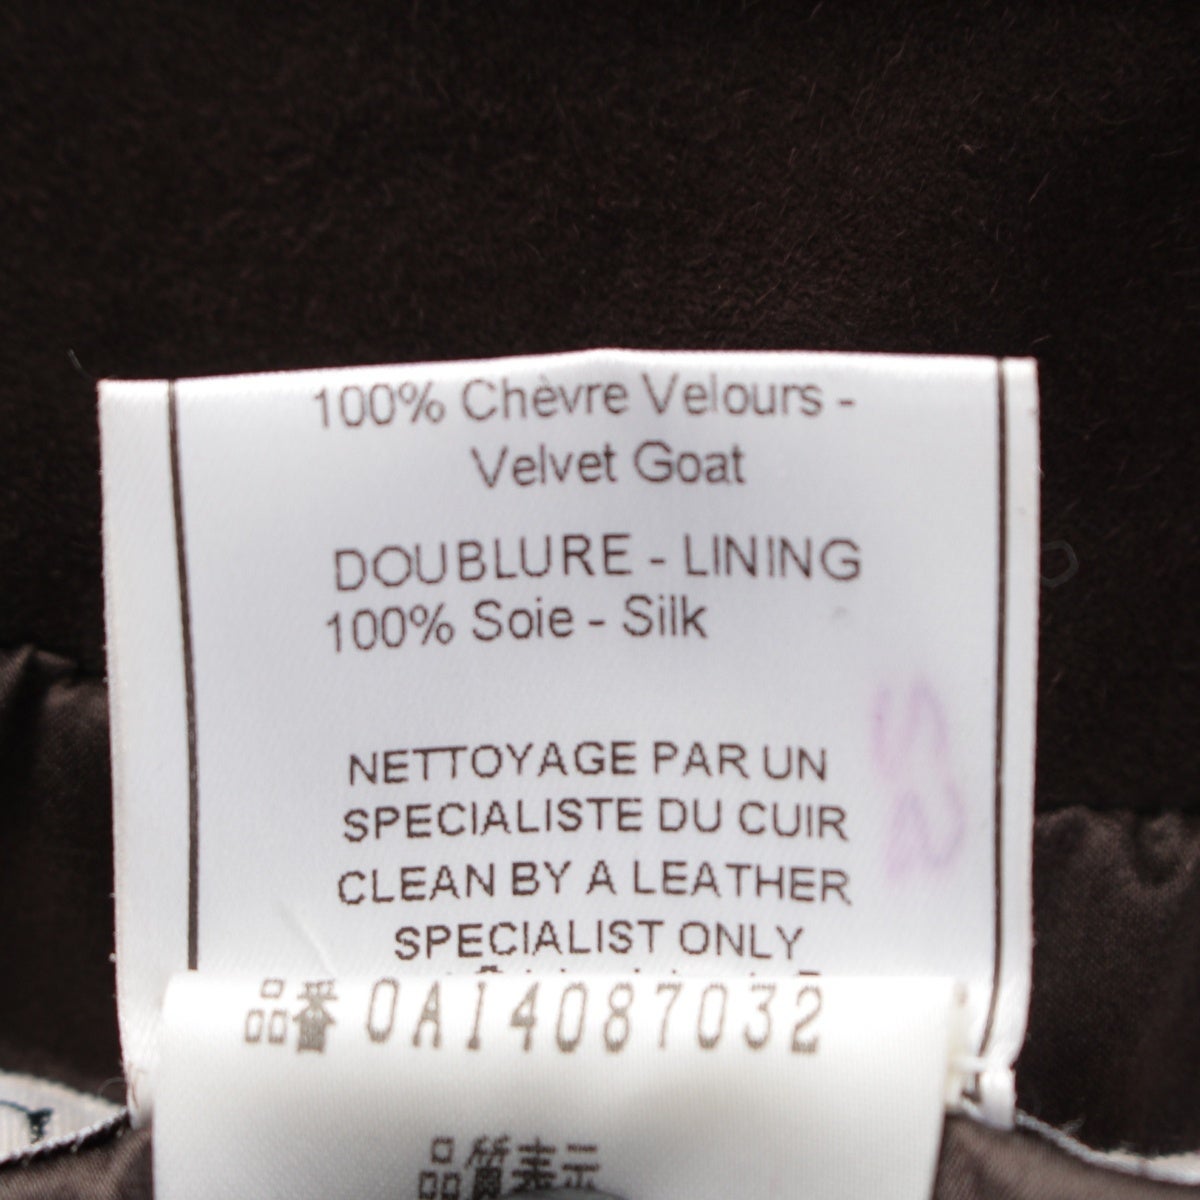 100% Chèvre Velours -
Velvet Goat
DOUBLURE - LINING
100% Soie - Silk
NETTOYAGE PAR UN
SPECIALISTE DU CUIR
CLEAN BY A LEATHER
SPECIALIST ONLY
品番 0AI4087032
品質表示